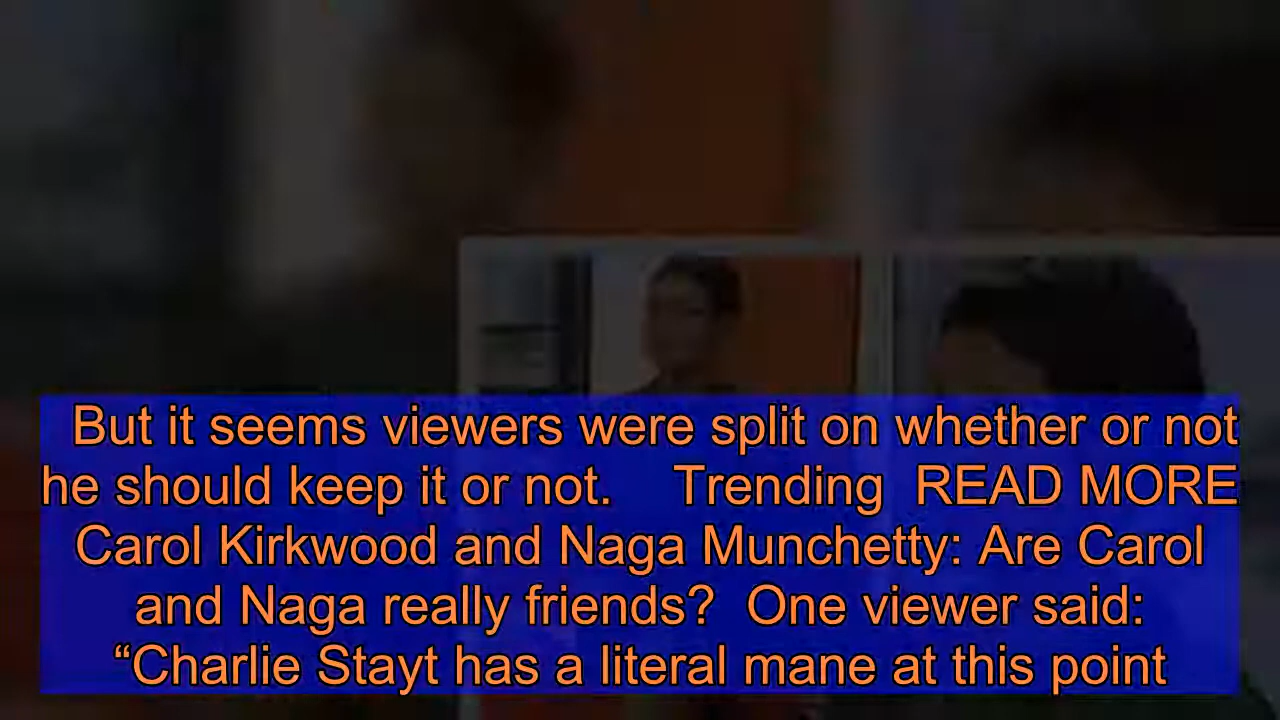 But it seems viewers were split on whether or not
he should keep it or not. Trending READ MORE
Carol Kirkwood and Naga Munchetty: Are Carol
and Naga really friends? One viewer said:
“Charlie Stayt has a literal mane at this point